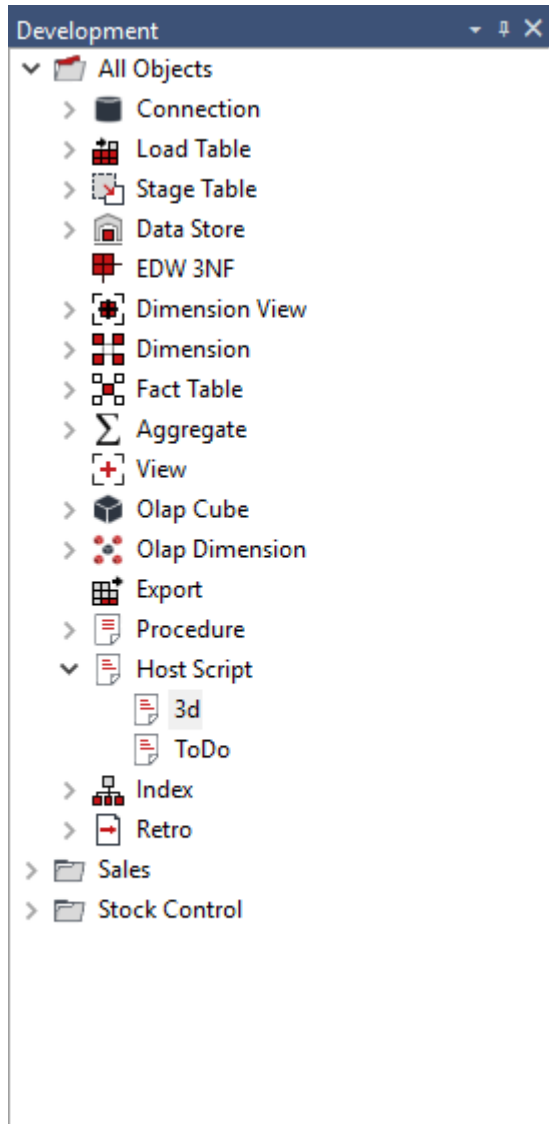 Development
All Objects
Connection
Load Table
Stage Table
Data Store
EDW 3NF
Dimension View
Dimension
Fact Table
Aggregate
View
Olap Cube
Olap Dimension
Export
Procedure
Host Script
3d
ToDo
Index
Retro
Sales
Stock Control